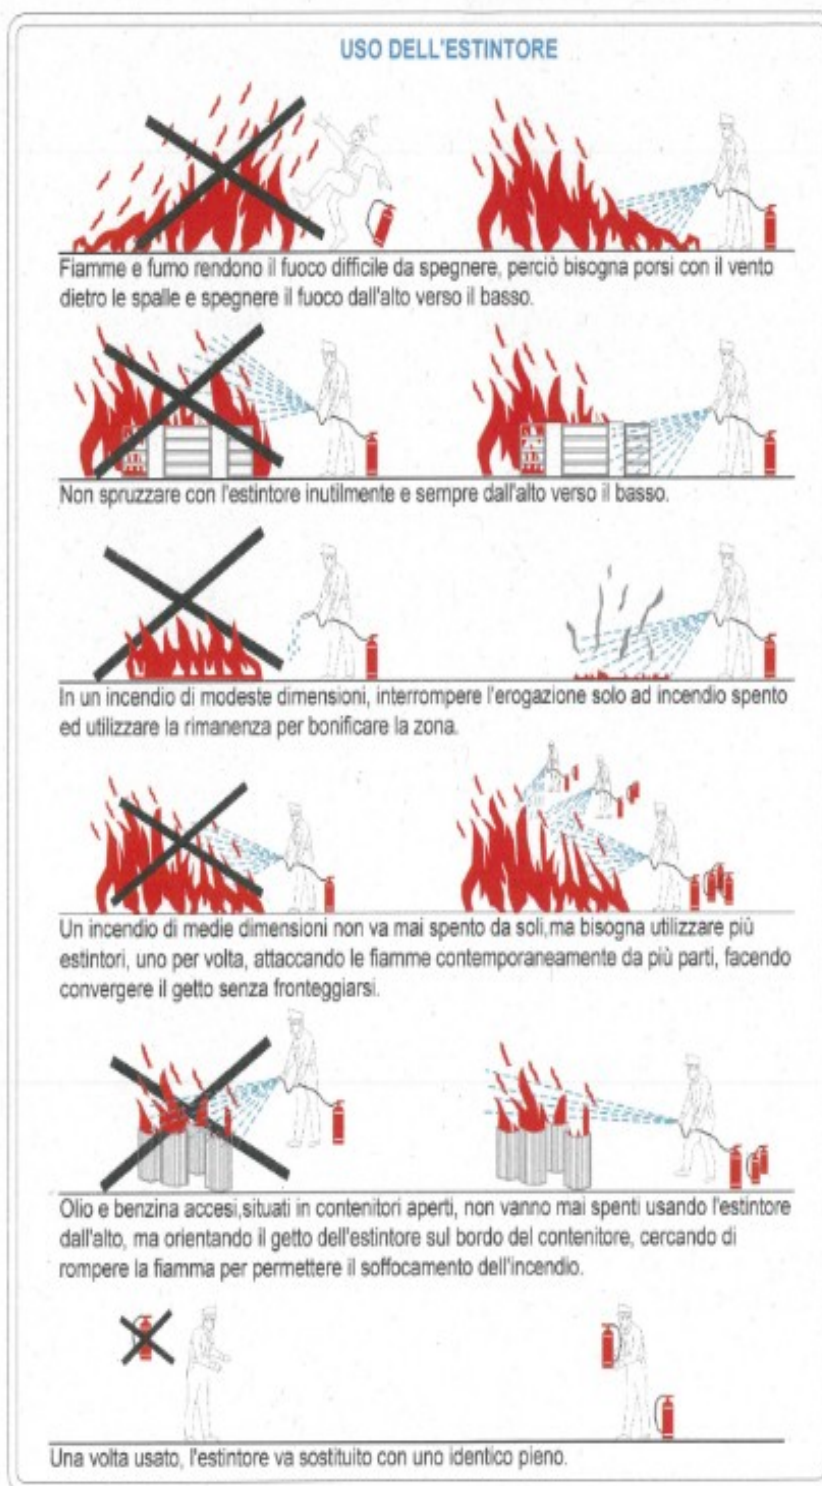 USO DELL'ESTINTORE
Fiamme e fumo rendono il fuoco difficile da spegnere, perciò bisogna porsi con il vento
dietro le spalle e spegnere il fuoco dall'alto verso il basso.
Non spruzzare con l'estintore inutilmente e sempre dall'alto verso il basso.
In un incendio di modeste dimensioni, interrompere l'erogazione solo ad incendio spento
ed utilizzare la rimanenza per bonificare la zona.
Un incendio di medie dimensioni non va mai spento da soli,ma bisogna utilizzare più
estintori, uno per volta, attaccando le fiamme contemporaneamente da più parti, facendo
convergere il getto senza fronteggiarsi.
Olio e benzina accesi,situati in contenitori aperti, non vanno mai spenti usando l'estintore
dall'alto, ma orientando il getto dell'estintore sul bordo del contenitore, cercando di
rompere la fiamma per permettere il soffocamento dell'incendio.
Una volta usato, l'estintore va sostituito con uno identico pieno.